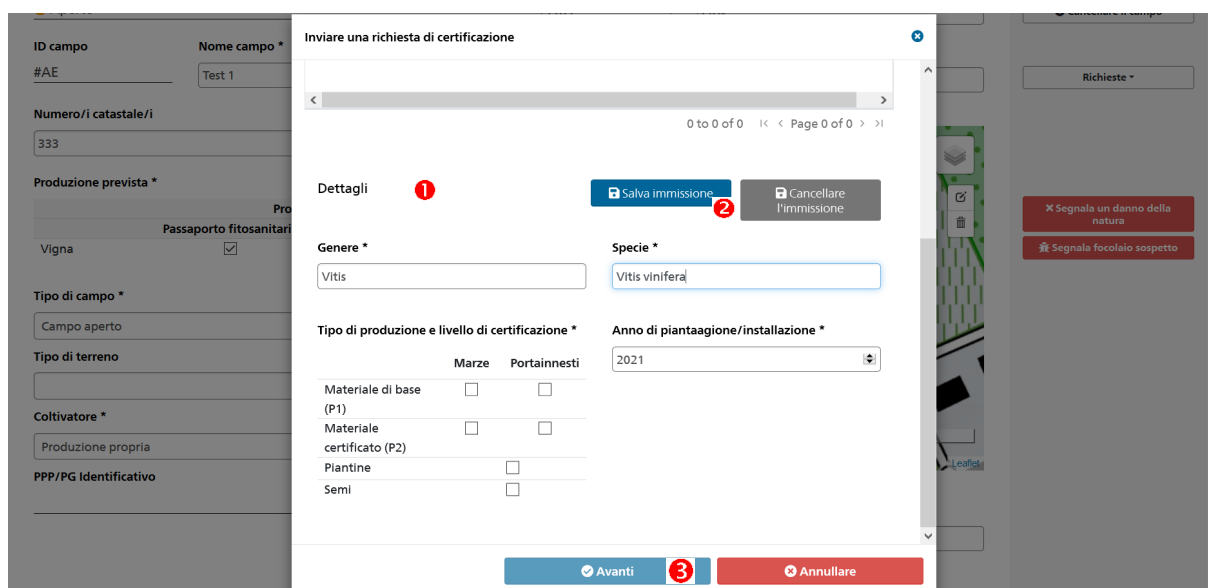 Inviare una richiesta di certificazione
ID campo
Nome campo *
#AE
Test 1
Richieste
Numero/i catastale/i
0 to 0 of 0 Page 0 of 0
333
Produzione prevista *
Dettagli
1
Salva immissione
2
Cancellare
l'immissione
Pro
Passaporto fitosanitari
Segnala un danno della
natura
Vigna
Genere *
Specie *
Segnala focolaio sospetto
Vitis
Vitis vinifera
Tipo di campo *
Campo aperto
Tipo di produzione e livello di certificazione *
Anno di piantaagione/installazione *
Tipo di terreno
Marze
Portainnesti
2021
Materiale di base
(P1)
Coltivatore *
Materiale
certificato (P2)
Produzione propria
Piantine
Leaflet
PPP/PG Identificativo
Semi
Avanti
3
Annullare